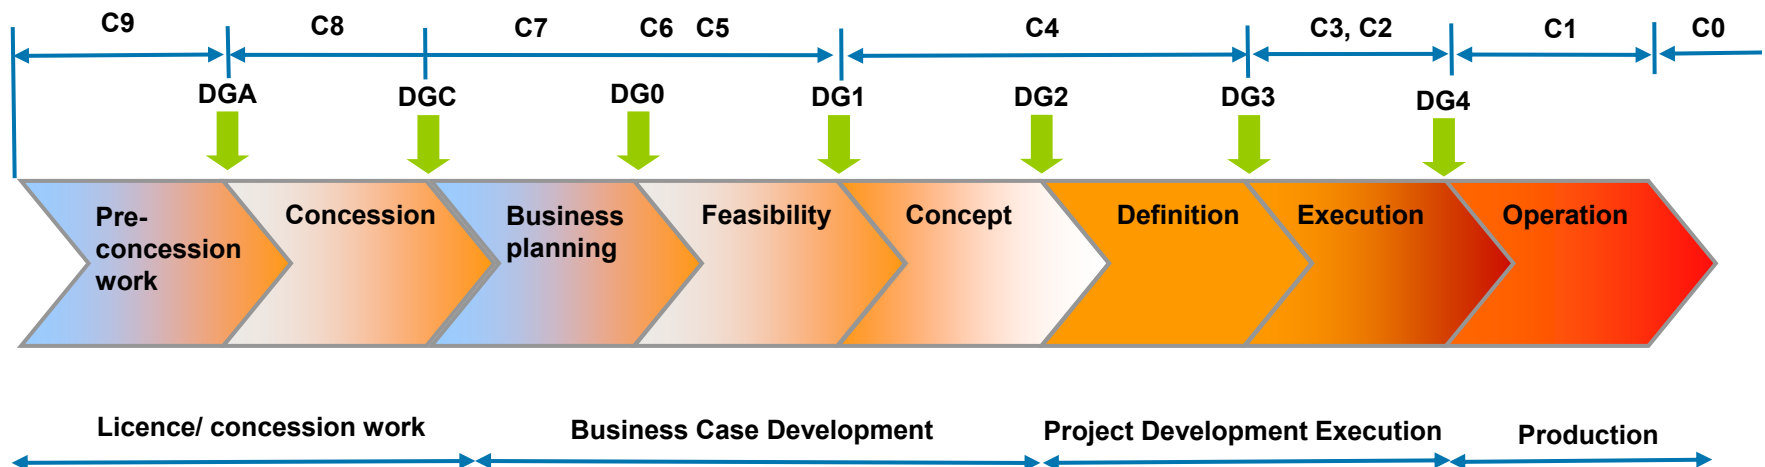 C9 C8 C7 C6 C5 C4 C3, C2 C1 C0
DGA DGC DG0 DG1 DG2 DG3 DG4
Pre-
concession
work
Concession
Business
planning
Feasibility
Concept
Definition
Execution
Operation
Licence/ concession work Business Case Development Project Development Execution Production